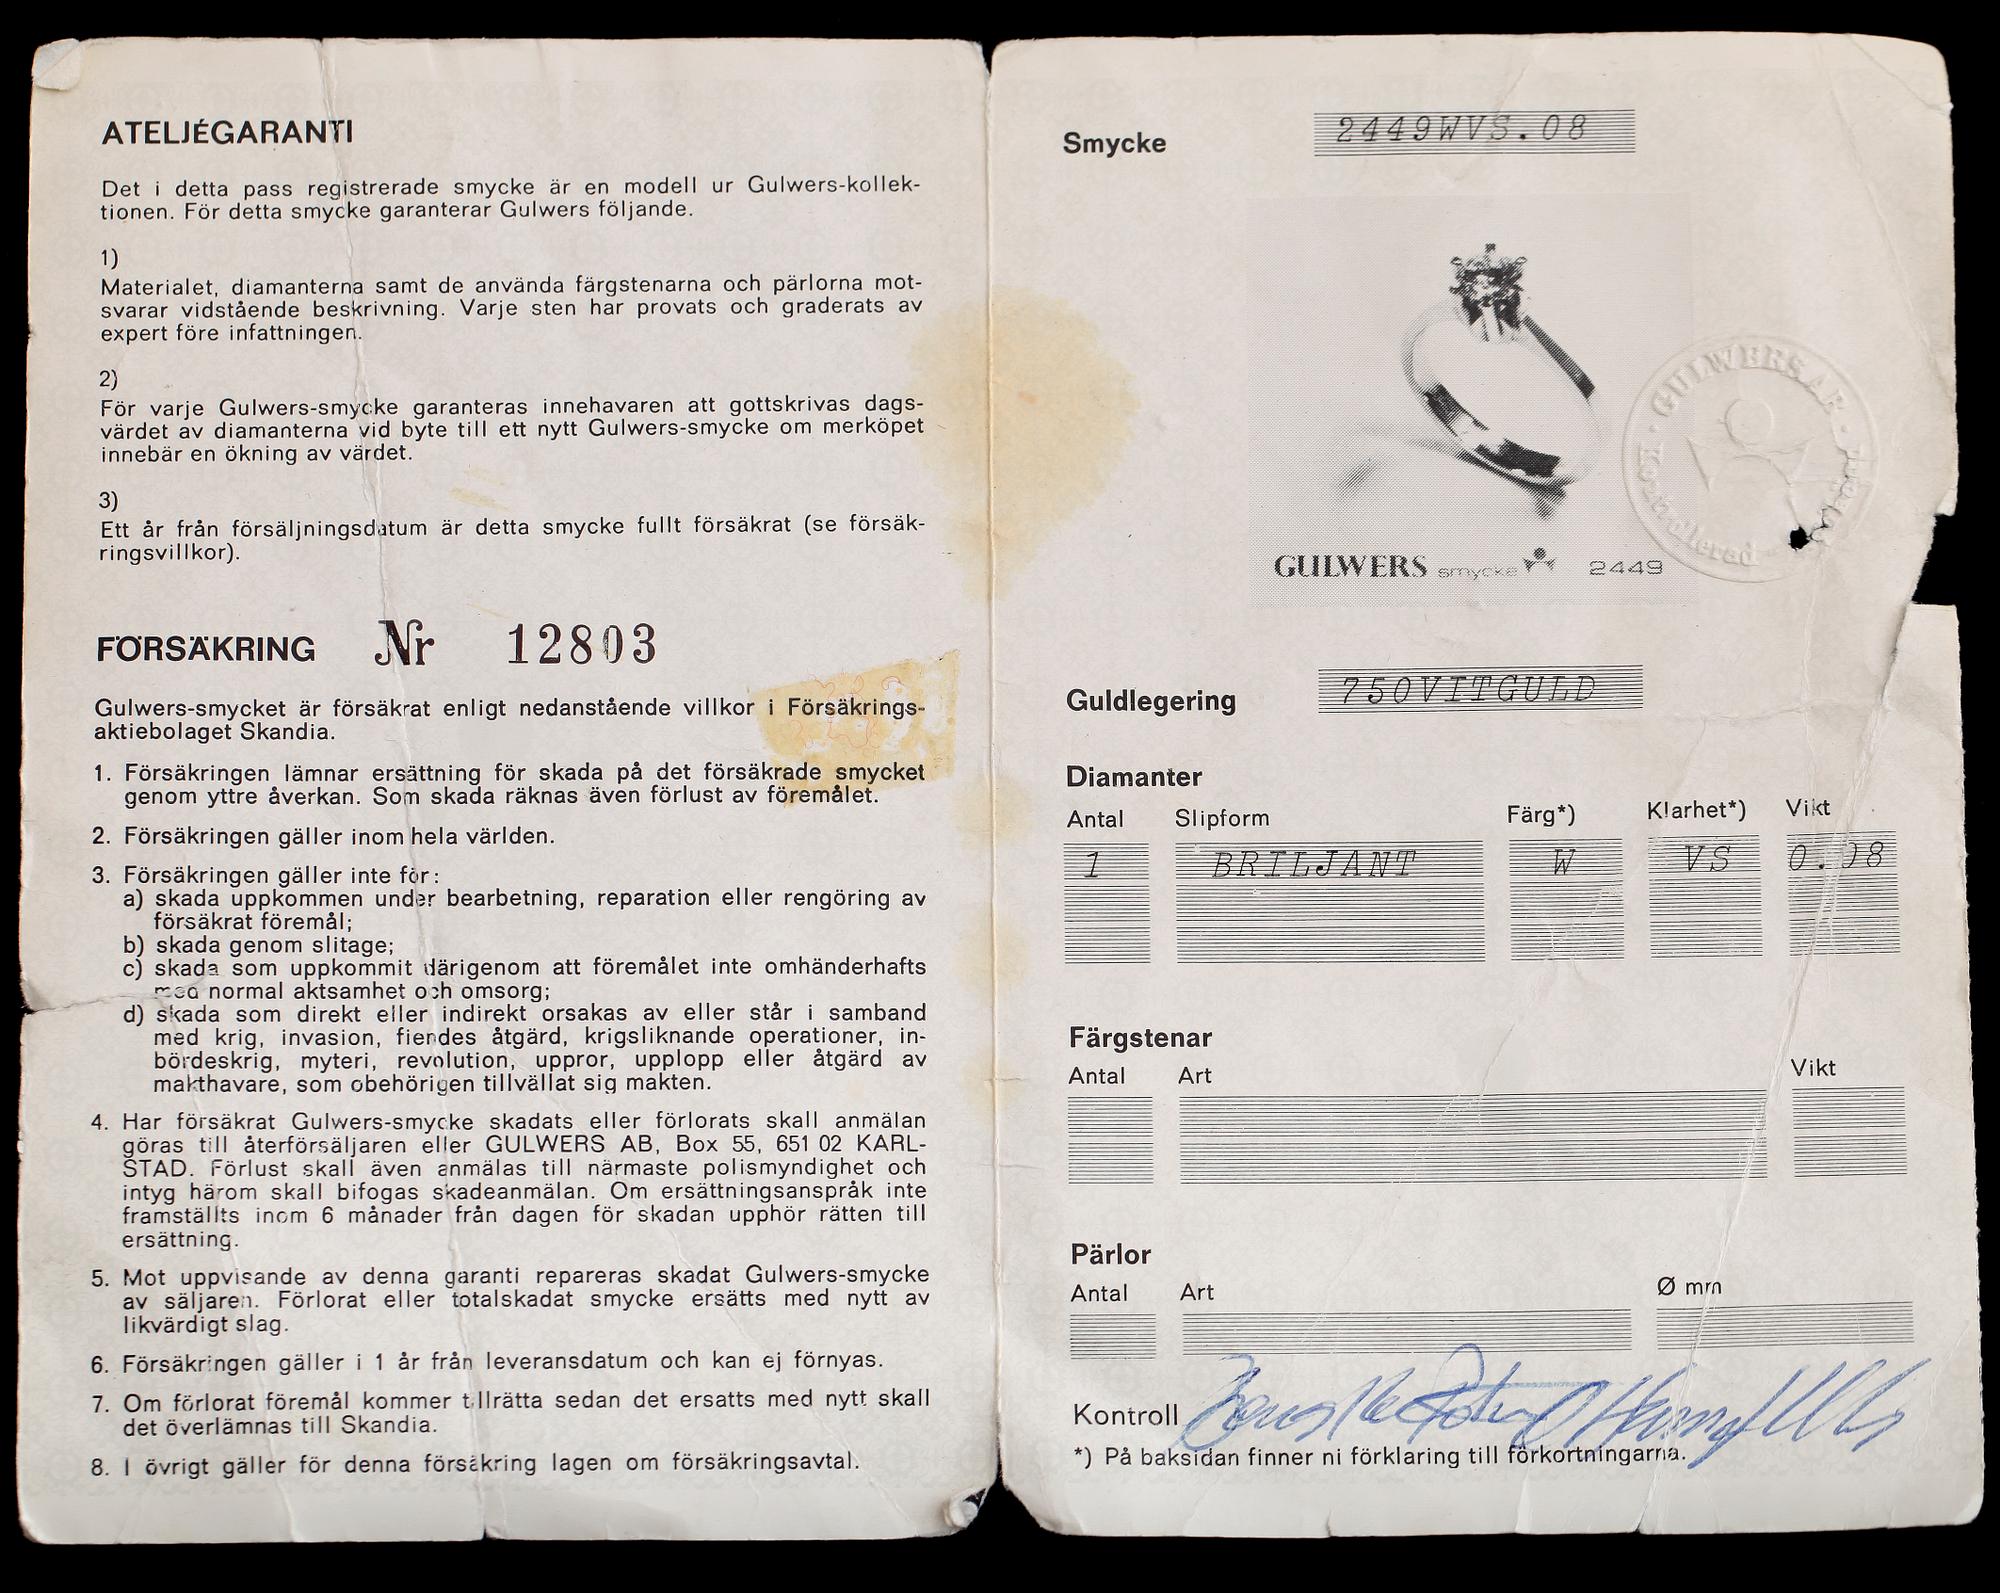 ATELJÉGARANTI
Det i detta pass registrerade smycke är en modell ur Gulwers-kollek-
tionen. För detta smycke garanterar Gulwers följande.
1)
Materialet, diamanterna samt de använda färgstenarna och pärlorna mot-
svarar vidstående beskrivning. Varje sten har provats och graderats av
expert före infattningen.
2)
För varje Gulwers-smycke garanteras innehavaren att gottskrivas dags-
värdet av diamanterna vid byte till ett nytt Gulwers-smycke om merköpet
innebär en ökning av värdet.
3)
Ett år från försäljningsdatum är detta smycke fullt försäkrat (se försäk-
ringsvillkor).
FÖRSÄKRING Nr 12803
Gulwers-smycket är försäkrat enligt nedanstående villkor i Försäkrings-
aktiebolaget Skandia.
1. Försäkringen lämnar ersättning för skada på det försäkrade smycket
genom yttre åverkan. Som skada räknas även förlust av föremålet.
2. Försäkringen gäller inom hela världen.
3. Försäkringen gäller inte för:
a) skada uppkommen under bearbetning, reparation eller rengöring av
försäkrat föremål;
b) skada genom slitage;
c) skada som uppkommit därigenom att föremålet inte omhänderhafts
med normal aktsamhet och omsorg;
d) skada som direkt eller indirekt orsakas av eller står i samband
med krig, invasion, fiendes åtgärd, krigsliknande operationer, in-
bördeskrig, myteri, revolution, uppror, upplopp eller åtgärd av
makthavare, som obehörigen tillvällat sig makten.
4. Har försäkrat Gulwers-smycke skadats eller förlorats skall anmälan
göras till återförsäljaren eller GULWERS AB, Box 55, 651 02 KARL-
STAD. Förlust skall även anmälas till närmaste polismyndighet och
intyg härom skall bifogas skadeanmälan. Om ersättningsanspråk inte
framställts inom 6 månader från dagen för skadan upphör rätten till
ersättning.
5. Mot uppvisande av denna garanti repareras skadat Gulwers-smycke
av säljaren. Förlorat eller totalskadat smycke ersätts med nytt av
likvärdigt slag.
6. Försäkringen gäller i 1 år från leveransdatum och kan ej förnyas.
7. Om förlorat föremål kommer tillrätta sedan det ersatts med nytt skall
det överlämnas till Skandia.
8. I övrigt gäller för denna försäkring lagen om försäkringsavtal.
Smycke 2449WVS.08
GULWERS AB
Kontrollerad
GULWERS smycke 2449
Guldlegering 750VITGULD
Diamanter
Antal Slipform Färg*) Klarhet*) Vikt
1 BRILJANT W VS 0.08
Färgstenar
Antal Art Vikt
Pärlor
Antal Art Ø mm
Kontroll
*) På baksidan finner ni förklaring till förkortningarna.